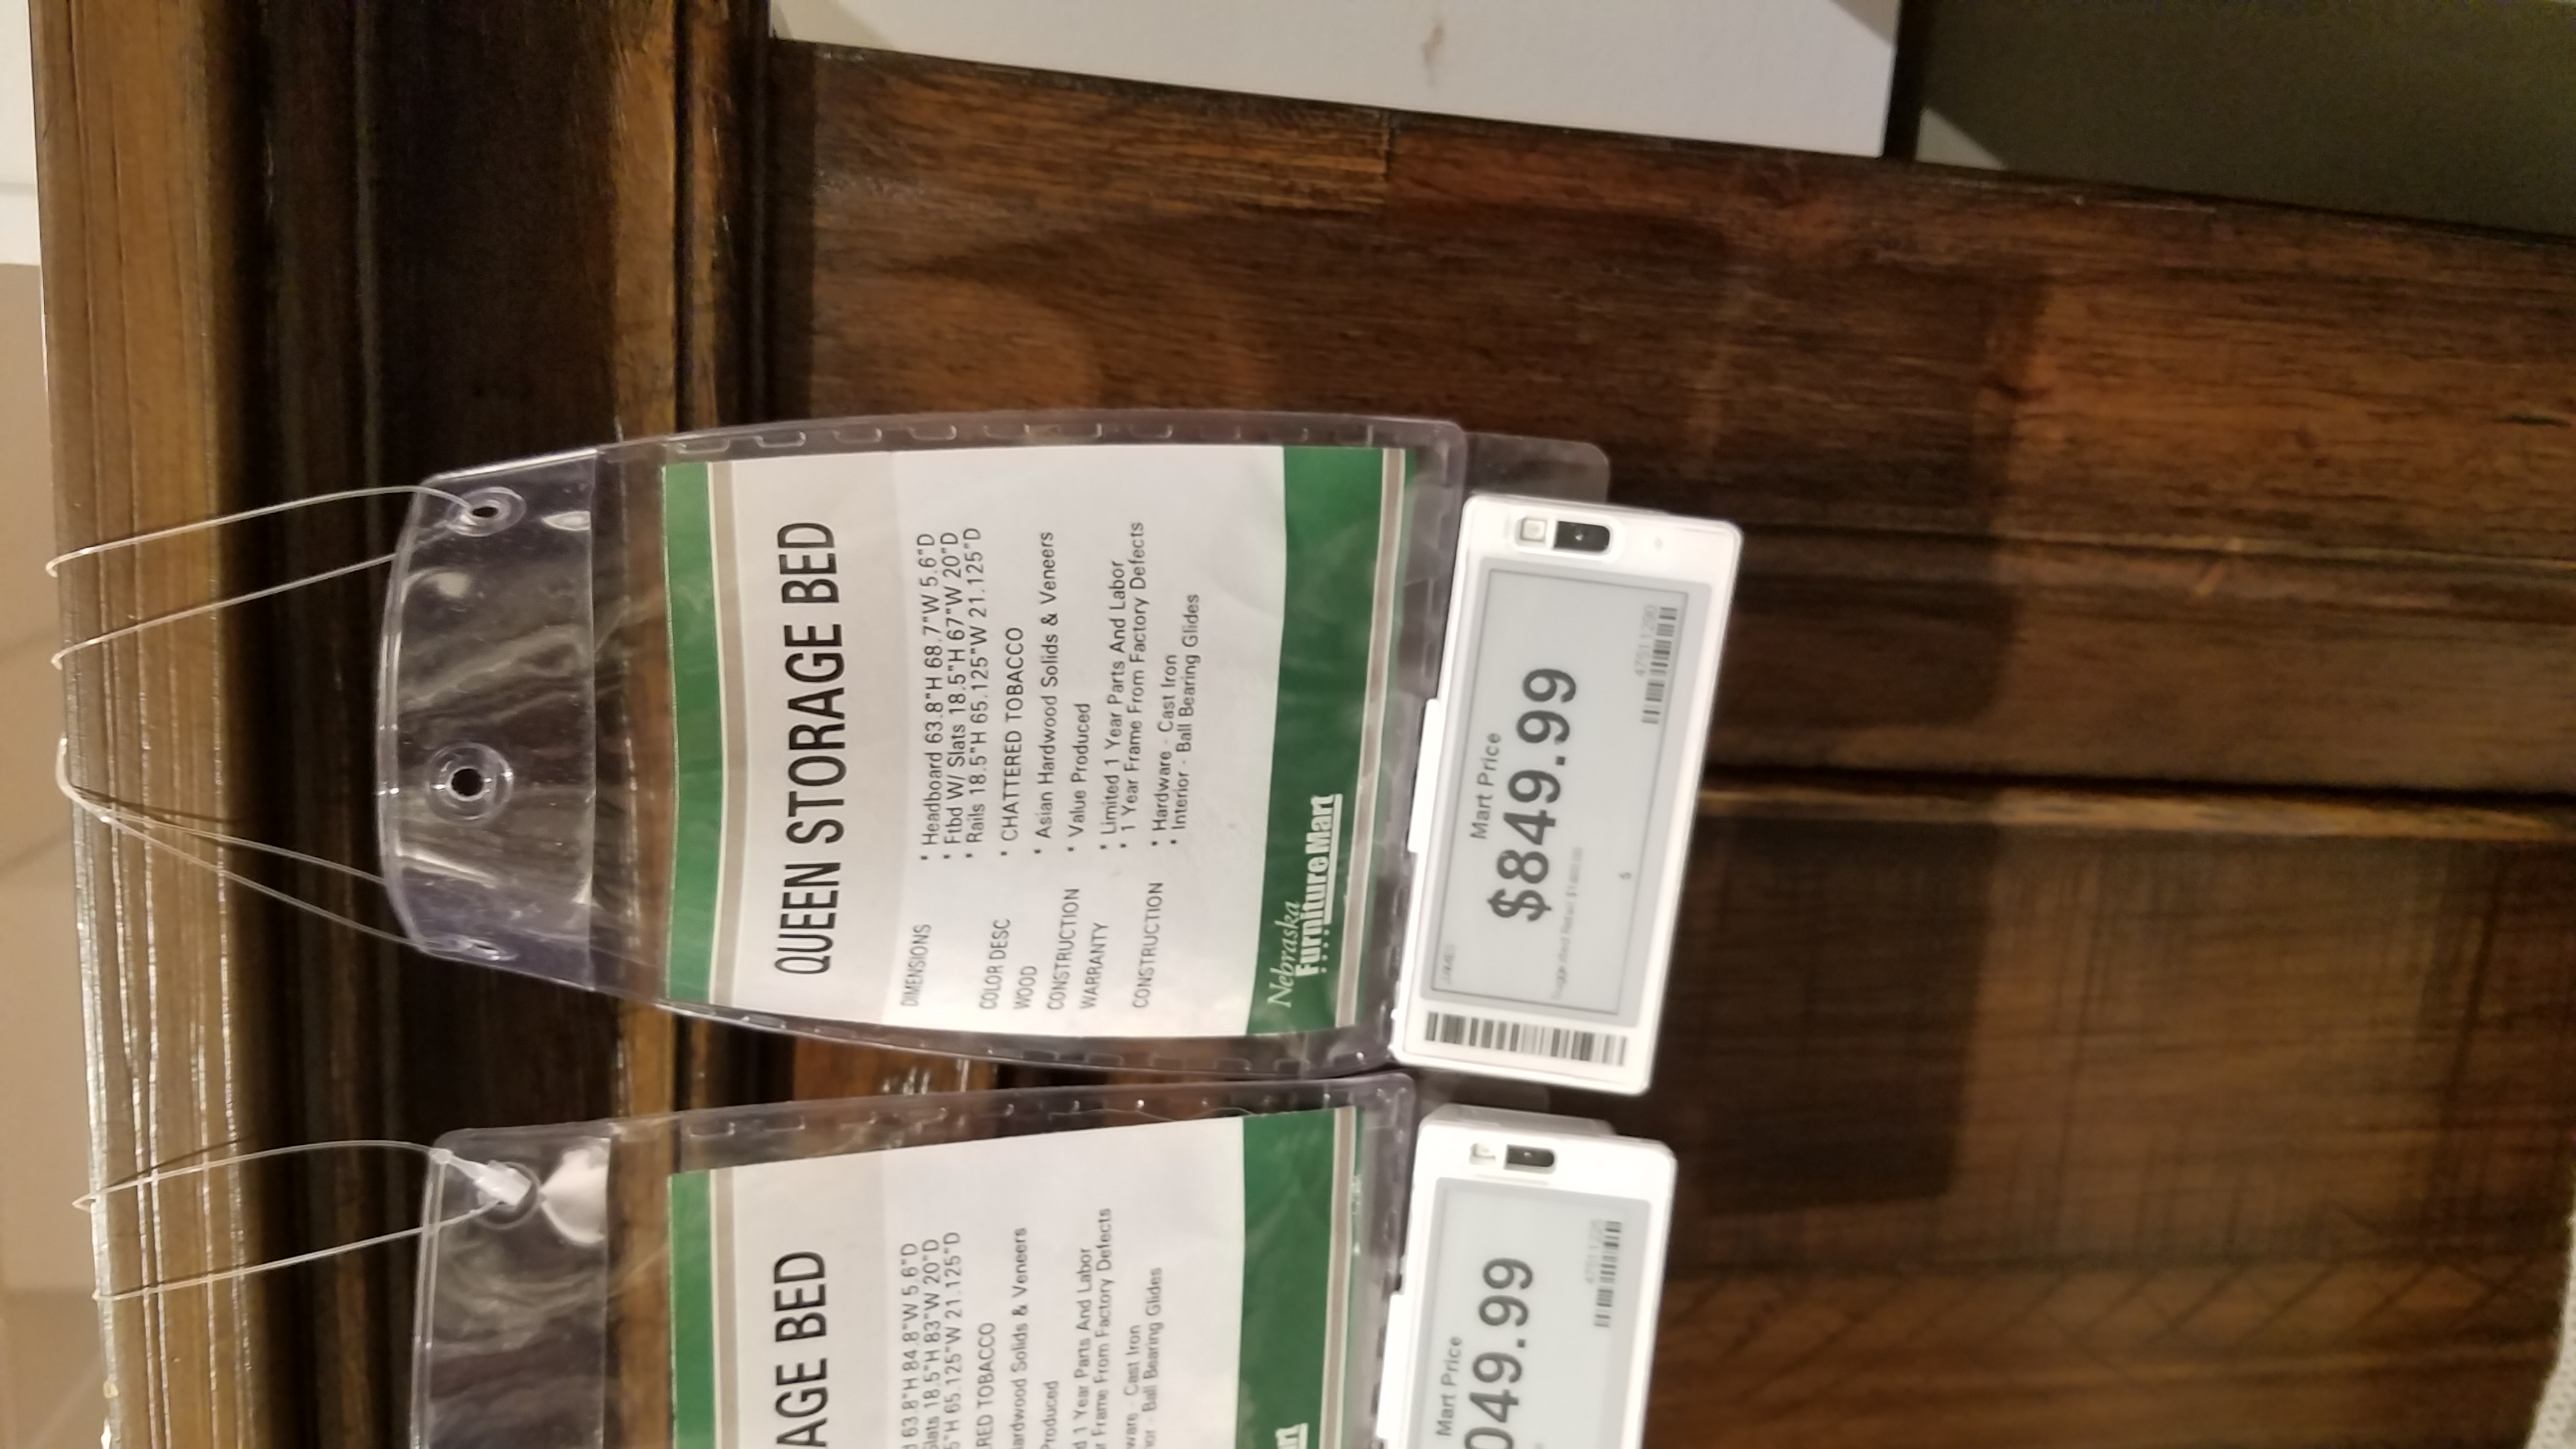 QUEEN STORAGE BED
DIMENSIONS • Headboard 63.8"H 68.7"W 5.6"D
• Ftbd W/ Slats 18.5"H 67"W 20"D
• Rails 18.5"H 65.125"W 21.125"D
COLOR DESC • CHATTERED TOBACCO
WOOD • Asian Hardwood Solids & Veneers
CONSTRUCTION • Value Produced
WARRANTY • Limited 1 Year Parts And Labor
• 1 Year Frame From Factory Defects
CONSTRUCTION • Hardware - Cast Iron
• Interior - Ball Bearing Glides
Nebraska
Furniture Mart
Mart Price
$849.99
47511290
5
AGE BED
63.8"H 84.8"W 5.6"D
Slats 18.5"H 83"W 20"D
5"H 65.125"W 21.125"D
RED TOBACCO
ardwood Solids & Veneers
Produced
d 1 Year Parts And Labor
r Frame From Factory Defects
ware - Cast Iron
or - Ball Bearing Glides
rt
Mart Price
049.99